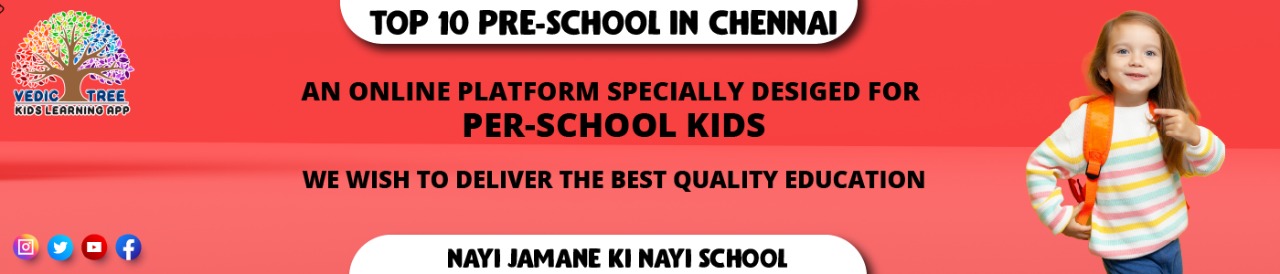 TOP 10 PRE-SCHOOL IN CHENNAI
VEDIC TREE
KIDS LEARNING APP
AN ONLINE PLATFORM SPECIALLY DESIGED FOR
PER-SCHOOL KIDS
WE WISH TO DELIVER THE BEST QUALITY EDUCATION
NAYI JAMANE KI NAYI SCHOOL